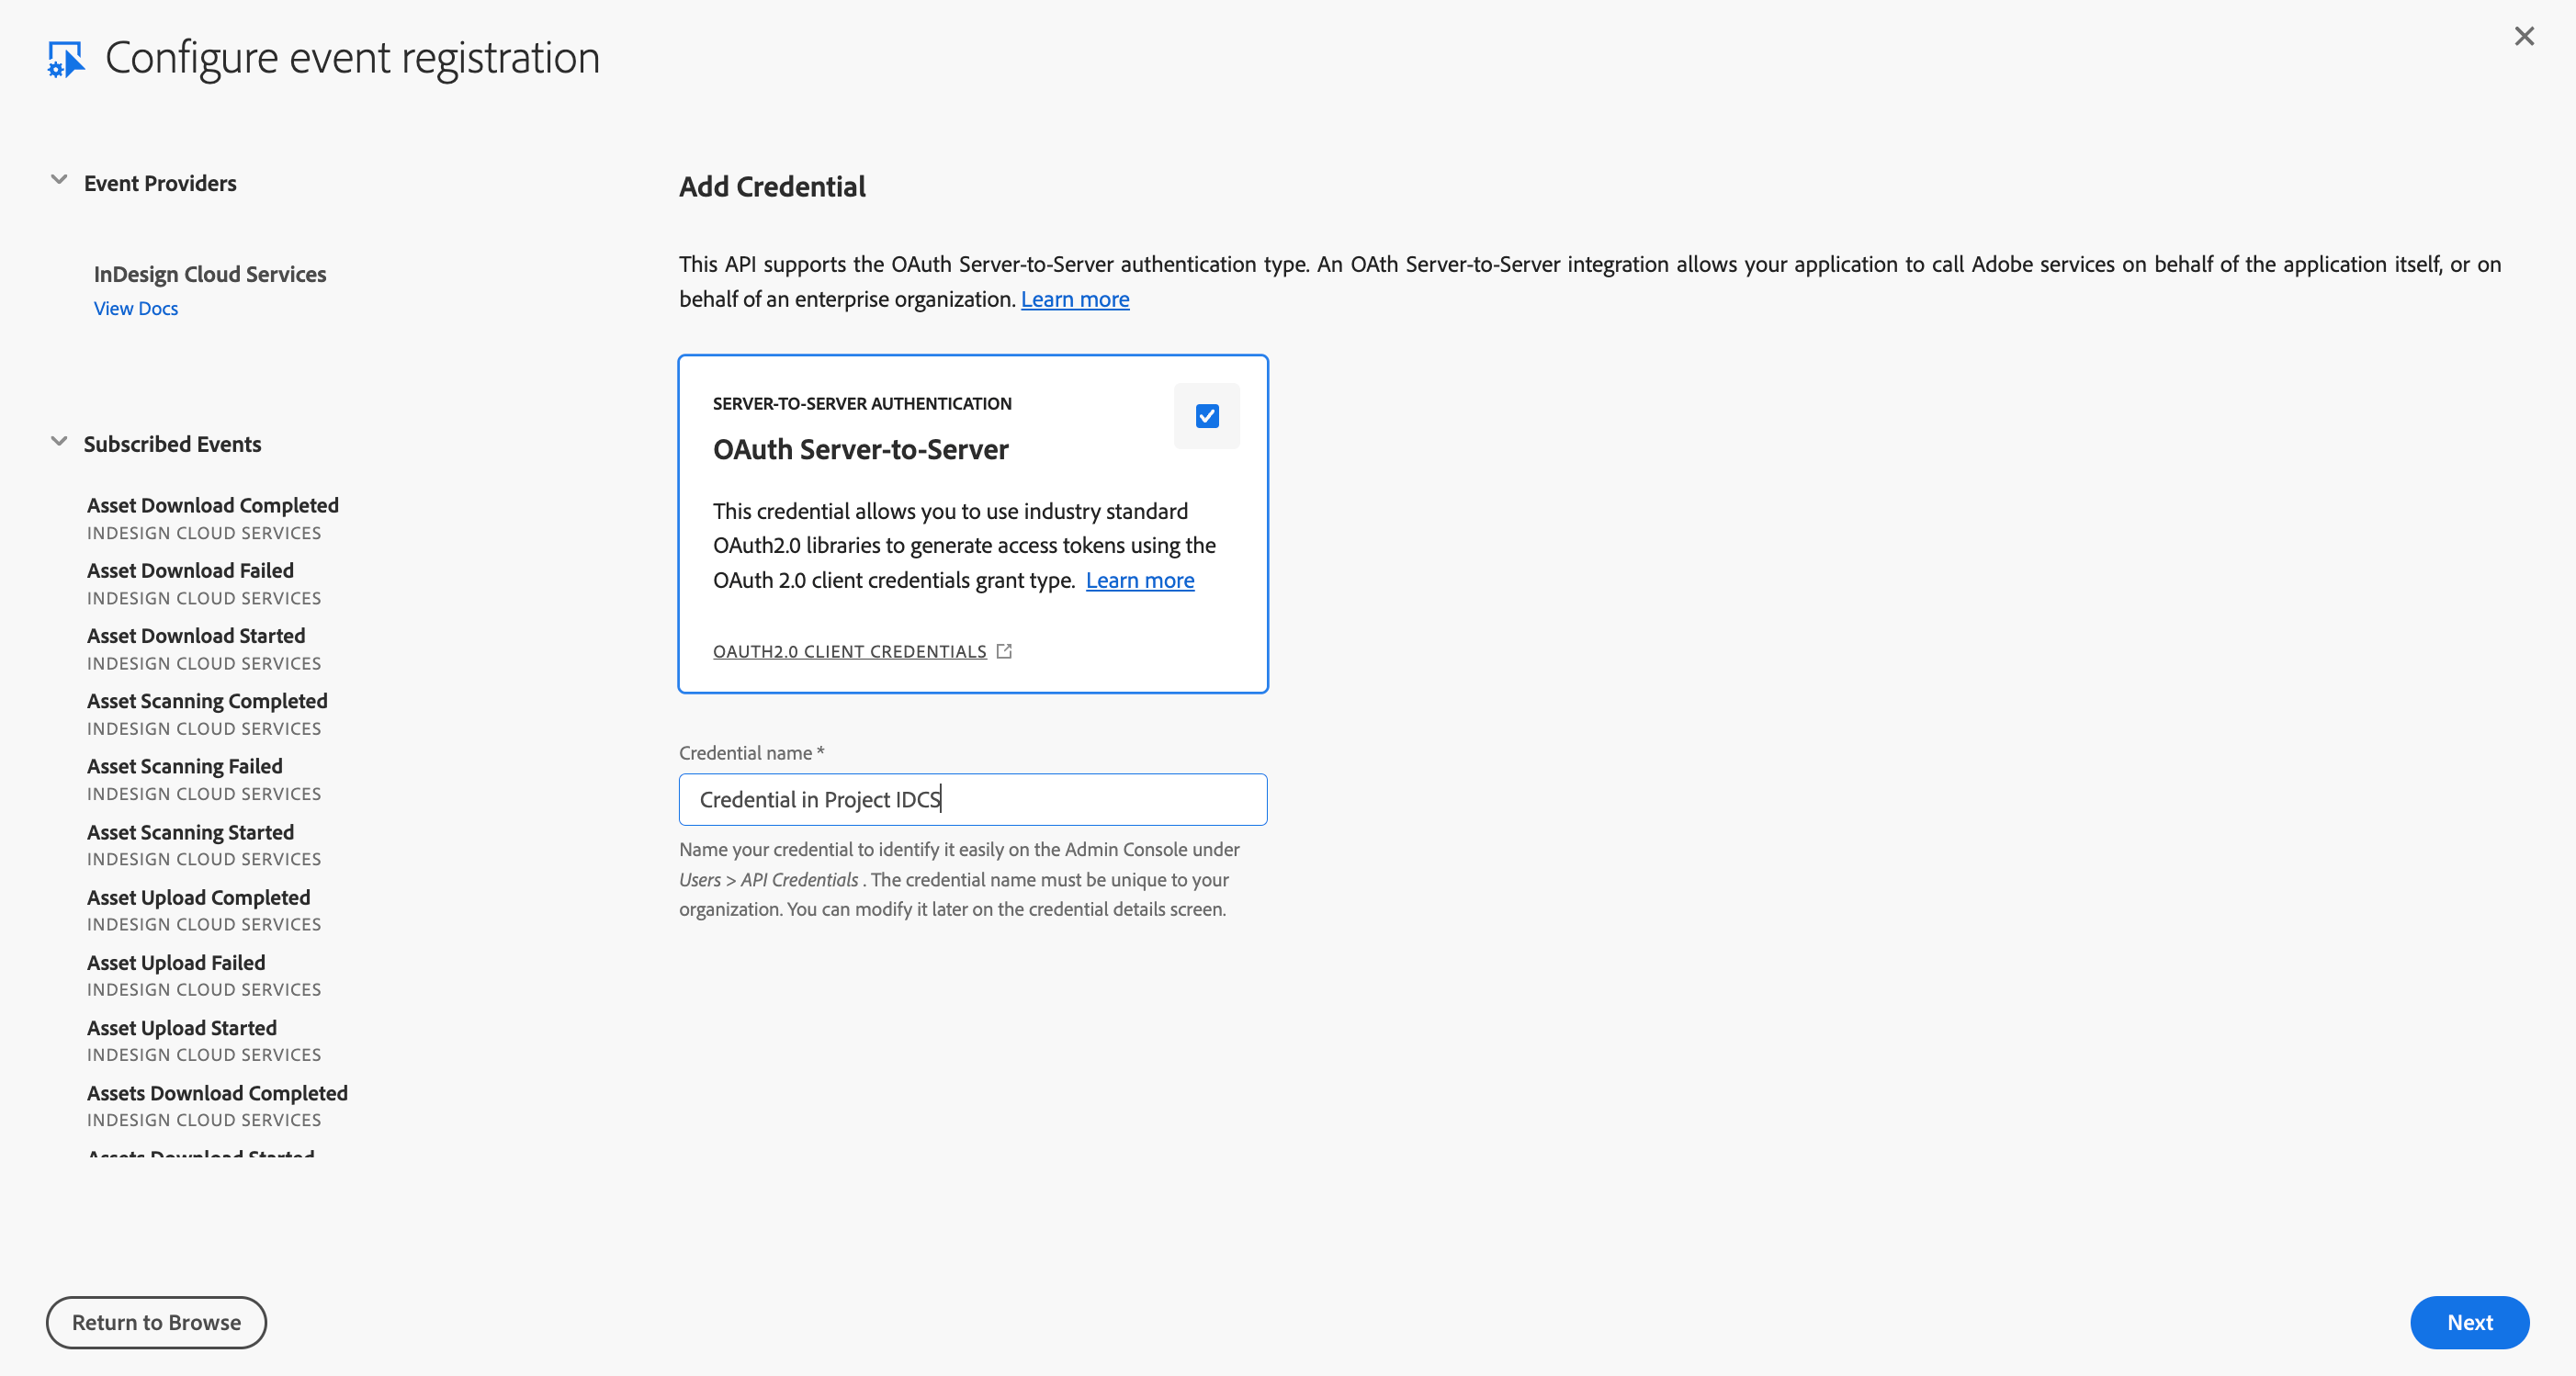 Configure event registration
Event Providers
InDesign Cloud Services
View Docs
Subscribed Events
Asset Download Completed
INDESIGN CLOUD SERVICES
Asset Download Failed
INDESIGN CLOUD SERVICES
Asset Download Started
INDESIGN CLOUD SERVICES
Asset Scanning Completed
INDESIGN CLOUD SERVICES
Asset Scanning Failed
INDESIGN CLOUD SERVICES
Asset Scanning Started
INDESIGN CLOUD SERVICES
Asset Upload Completed
INDESIGN CLOUD SERVICES
Asset Upload Failed
INDESIGN CLOUD SERVICES
Asset Upload Started
INDESIGN CLOUD SERVICES
Assets Download Completed
INDESIGN CLOUD SERVICES
Assets Download Started
Add Credential
This API supports the OAuth Server-to-Server authentication type. An OAth Server-to-Server integration allows your application to call Adobe services on behalf of the application itself, or on
behalf of an enterprise organization. Learn more
SERVER-TO-SERVER AUTHENTICATION
OAuth Server-to-Server
This credential allows you to use industry standard
OAuth2.0 libraries to generate access tokens using the
OAuth 2.0 client credentials grant type. Learn more
OAUTH2.0 CLIENT CREDENTIALS
Credential name *
Credential in Project IDCS
Name your credential to identify it easily on the Admin Console under
Users > API Credentials . The credential name must be unique to your
organization. You can modify it later on the credential details screen.
Return to Browse
Next